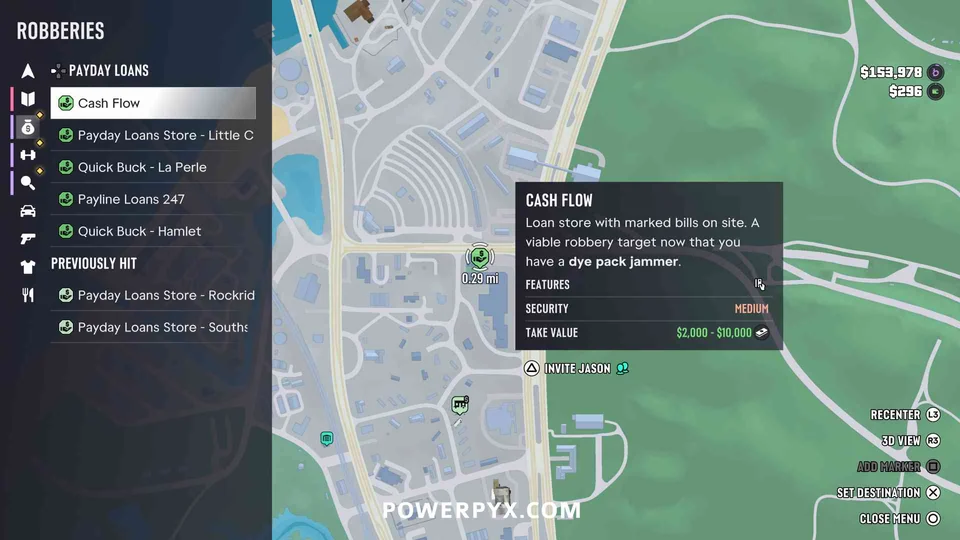 ROBBERIES
PAYDAY LOANS
Cash Flow
Payday Loans Store - Little C
Quick Buck - La Perle
Payline Loans 247
Quick Buck - Hamlet
PREVIOUSLY HIT
Payday Loans Store - Rockrid
Payday Loans Store - Souths
$153,978
$296
0.29 mi
CASH FLOW
Loan store with marked bills on site. A
viable robbery target now that you
have a dye pack jammer.
FEATURES
SECURITY MEDIUM
TAKE VALUE $2,000 - $10,000
INVITE JASON
RECENTER L3
3D VIEW R3
ADD MARKER
SET DESTINATION
CLOSE MENU
POWERPYX.COM